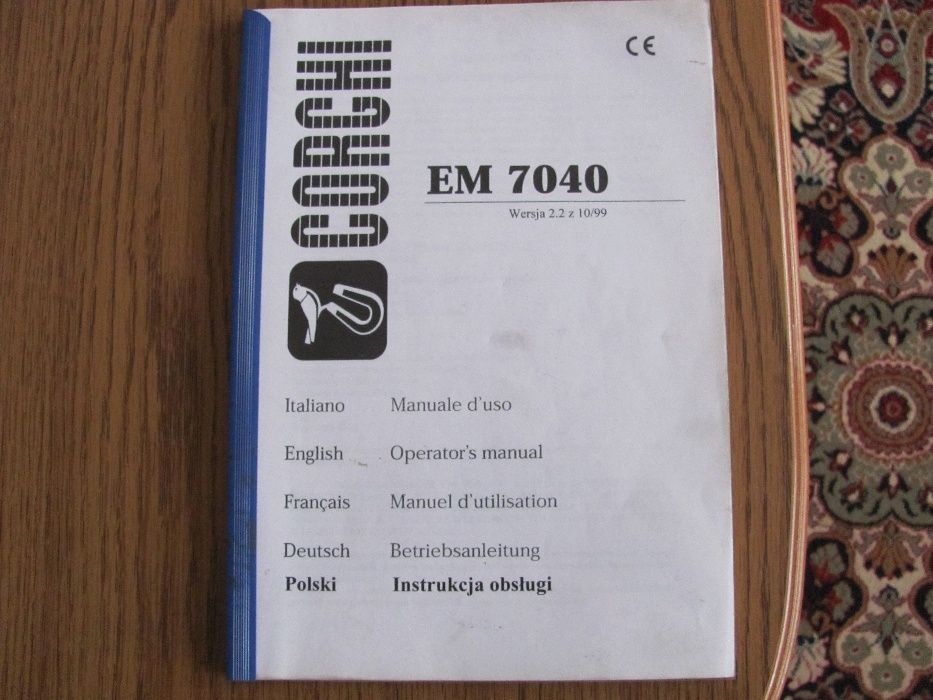 CE
CORGHI
EM 7040
Wersja 2.2 z 10/99
Italiano Manuale d'uso
English Operator's manual
Français Manuel d'utilisation
Deutsch Betriebsanleitung
Polski Instrukcja obsługi